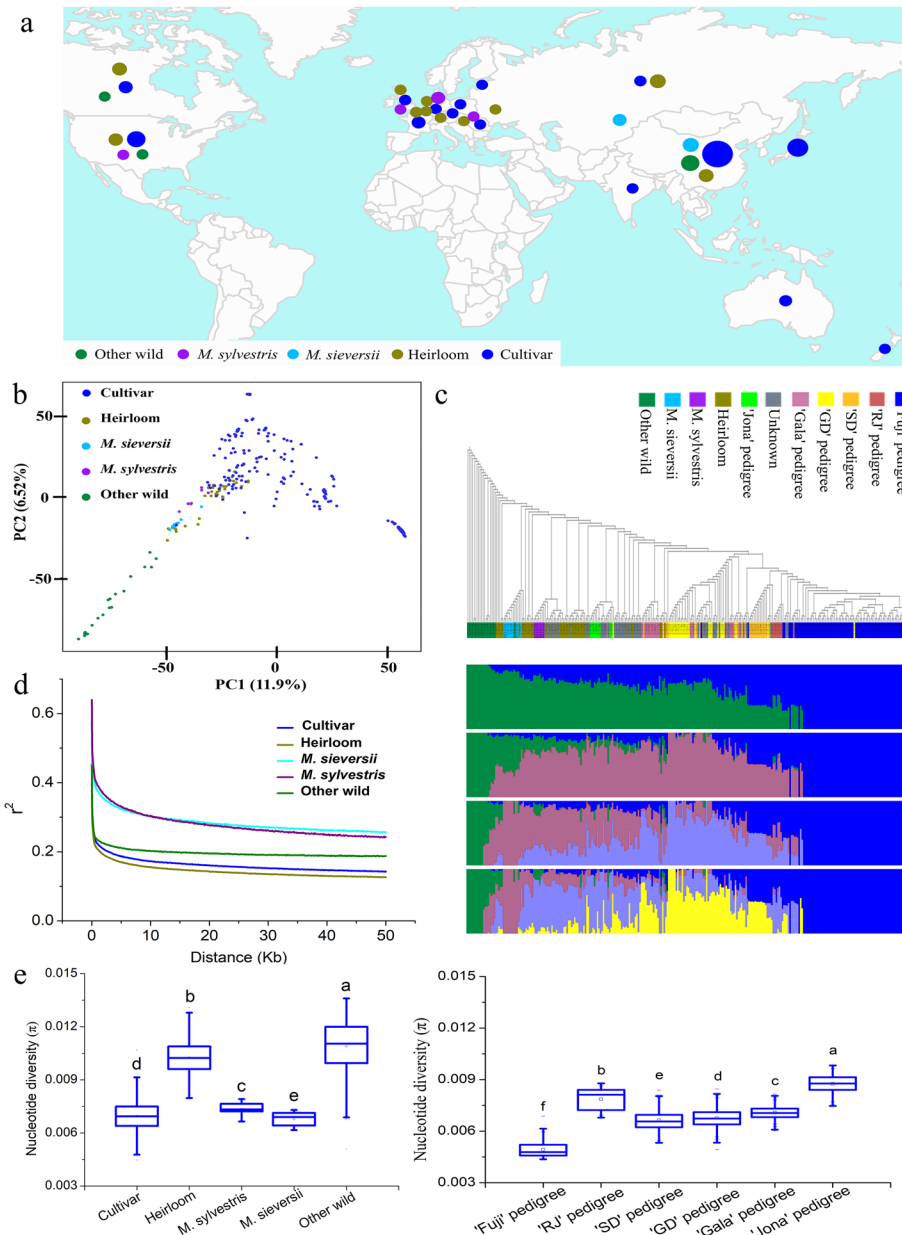 a
Other wild M. sylvestris M. sieversii Heirloom Cultivar
b
Cultivar
Heirloom
M. sieversii
M. sylvestris
Other wild
PC2 (6.52%)
50
0
-50
-50 0 50
PC1 (11.9%)
c
Other wild
M. sieversii
M. sylvestris
Heirloom
'Jona' pedigree
Unknown
'Gala' pedigree
'GD' pedigree
'SD' pedigree
'RJ' pedigree
'Fuji' pedigree
d
r2
0.6
0.4
0.2
0.0
Cultivar
Heirloom
M. sieversii
M. sylvestris
Other wild
0 10 20 30 40 50
Distance (Kb)
e
Nucleotide diversity (π)
0.015
0.012
0.009
0.006
0.003
d b c e a
Cultivar Heirloom M. sylvestris M. sieversii Other wild
Nucleotide diversity (π)
0.015
0.012
0.009
0.006
0.003
f b e d c a
'Fuji' pedigree 'RJ' pedigree 'SD' pedigree 'GD' pedigree 'Gala' pedigree 'Jona' pedigree